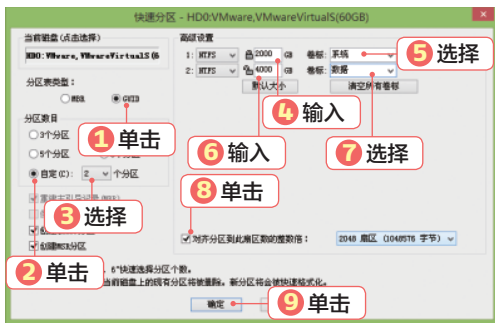 快速分区 - HD0:VMware,VMwareVirtualS(60GB)
当前磁盘(点击选择)
HD0: VMware, VMwareVirtualS (6
分区表类型:
MBR GUID
1 单击
分区数目
3个分区
5个分区
自定(C): 2 个分区
3 选择
重建主引导记录(MBR)
创建MSR分区
2 单击
高级设置
1: NTFS 2000 GB 卷标: 系统
5 选择
2: NTFS 4000 GB 卷标: 数据
默认大小 清空所有卷标
4 输入
6 输入
7 选择
8 单击
对齐分区到此扇区数的整数倍: 2048 扇区 (1048576 字节)
6"快速选择分区个数。
当前磁盘上的现有分区将被删除。新分区将会被快速格式化。
确定
9 单击